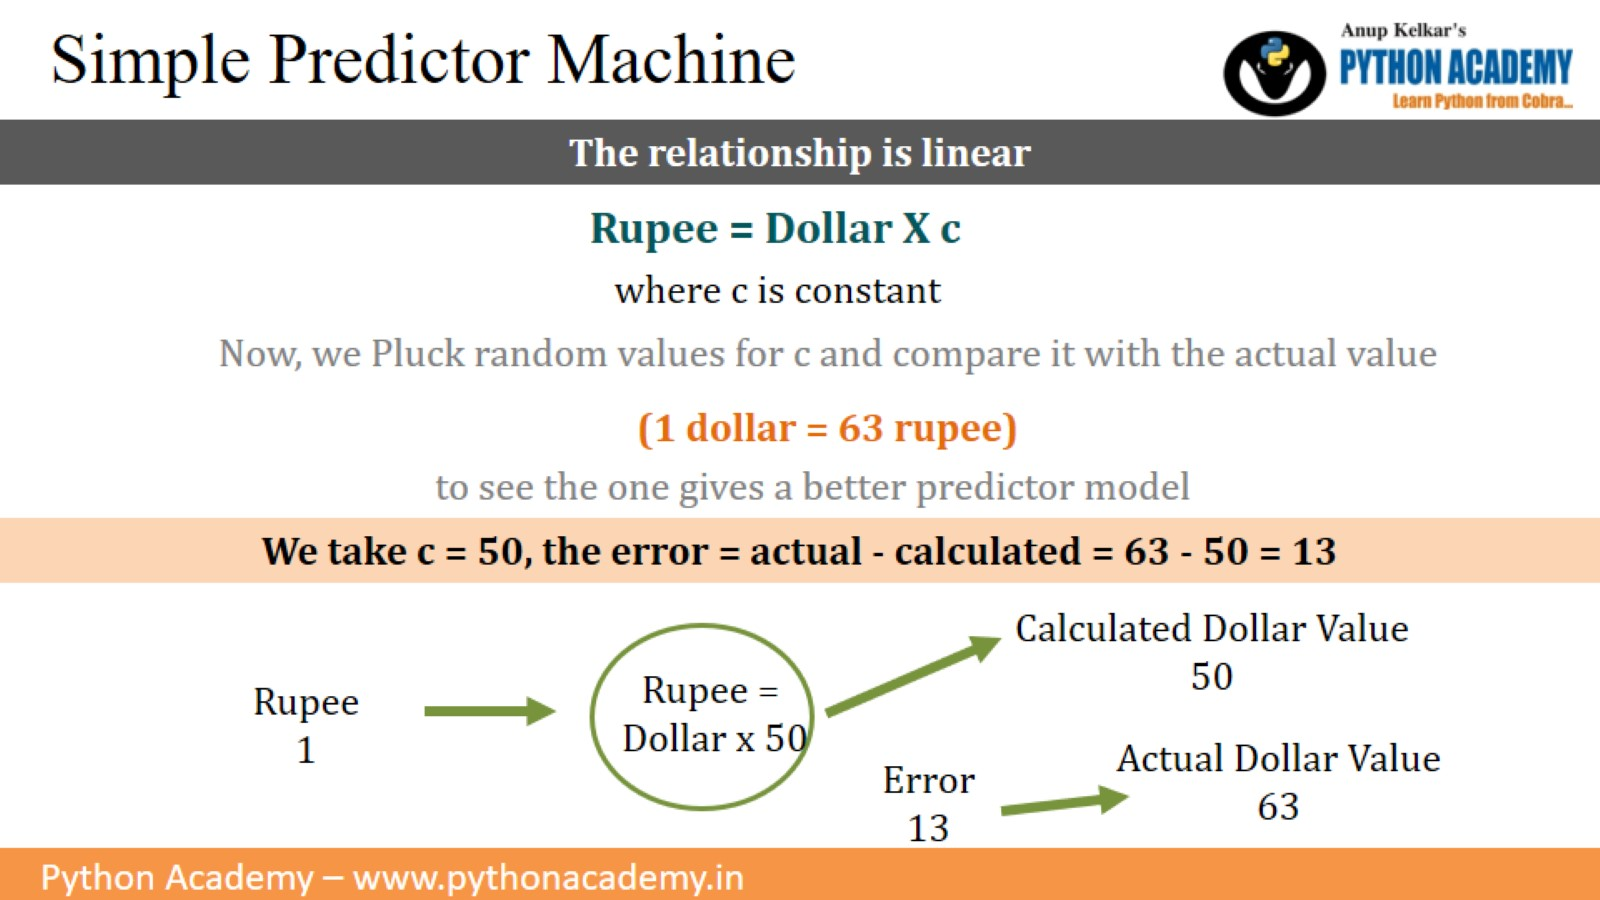 Simple Predictor Machine
Anup Kelkar's
PYTHON ACADEMY
Learn Python from Cobra...
The relationship is linear
Rupee = Dollar X c
where c is constant
Now, we Pluck random values for c and compare it with the actual value
(1 dollar = 63 rupee)
to see the one gives a better predictor model
We take c = 50, the error = actual - calculated = 63 - 50 = 13
Rupee
1
Rupee =
Dollar x 50
Calculated Dollar Value
50
Error
13
Actual Dollar Value
63
Python Academy – www.pythonacademy.in